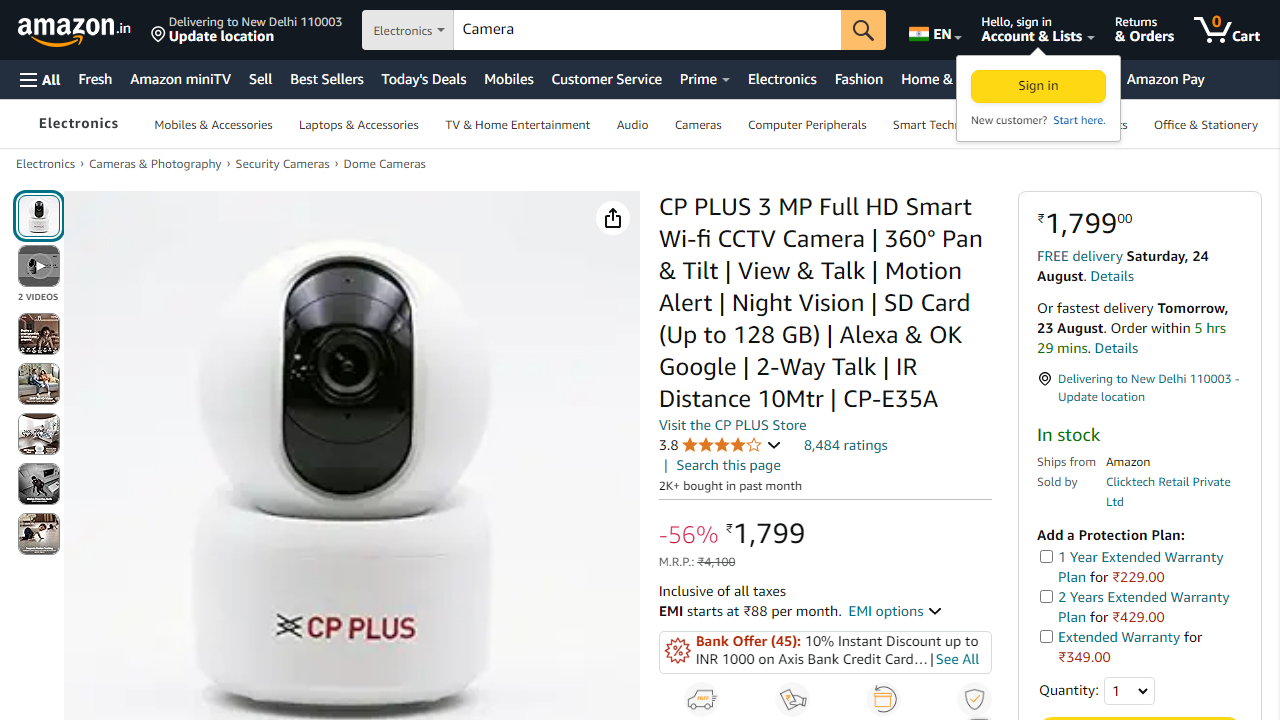 amazon.in
Delivering to New Delhi 110003
Update location
Electronics
Camera
EN
Hello, sign in
Account & Lists
Returns
& Orders
0
Cart
All
Fresh
Amazon miniTV
Sell
Best Sellers
Today's Deals
Mobiles
Customer Service
Prime
Electronics
Fashion
Home &
Amazon Pay
Sign in
New customer? Start here.
Electronics
Mobiles & Accessories
Laptops & Accessories
TV & Home Entertainment
Audio
Cameras
Computer Peripherals
Smart Techn
Office & Stationery
Electronics › Cameras & Photography › Security Cameras › Dome Cameras
2 VIDEOS
CP PLUS
CP PLUS 3 MP Full HD Smart
Wi-fi CCTV Camera | 360° Pan
& Tilt | View & Talk | Motion
Alert | Night Vision | SD Card
(Up to 128 GB) | Alexa & OK
Google | 2-Way Talk | IR
Distance 10Mtr | CP-E35A
Visit the CP PLUS Store
3.8
8,484 ratings
| Search this page
2K+ bought in past month
-56% ₹1,799
M.R.P.: ₹4,100
Inclusive of all taxes
EMI starts at ₹88 per month. EMI options
Bank Offer (45): 10% Instant Discount up to
INR 1000 on Axis Bank Credit Card… | See All
FREE
₹1,79900
FREE delivery Saturday, 24
August. Details
Or fastest delivery Tomorrow,
23 August. Order within 5 hrs
29 mins. Details
Delivering to New Delhi 110003 -
Update location
In stock
Ships from Amazon
Sold by Clicktech Retail Private
Ltd
Add a Protection Plan:
1 Year Extended Warranty
Plan for ₹229.00
2 Years Extended Warranty
Plan for ₹429.00
Extended Warranty for
₹349.00
Quantity: 1